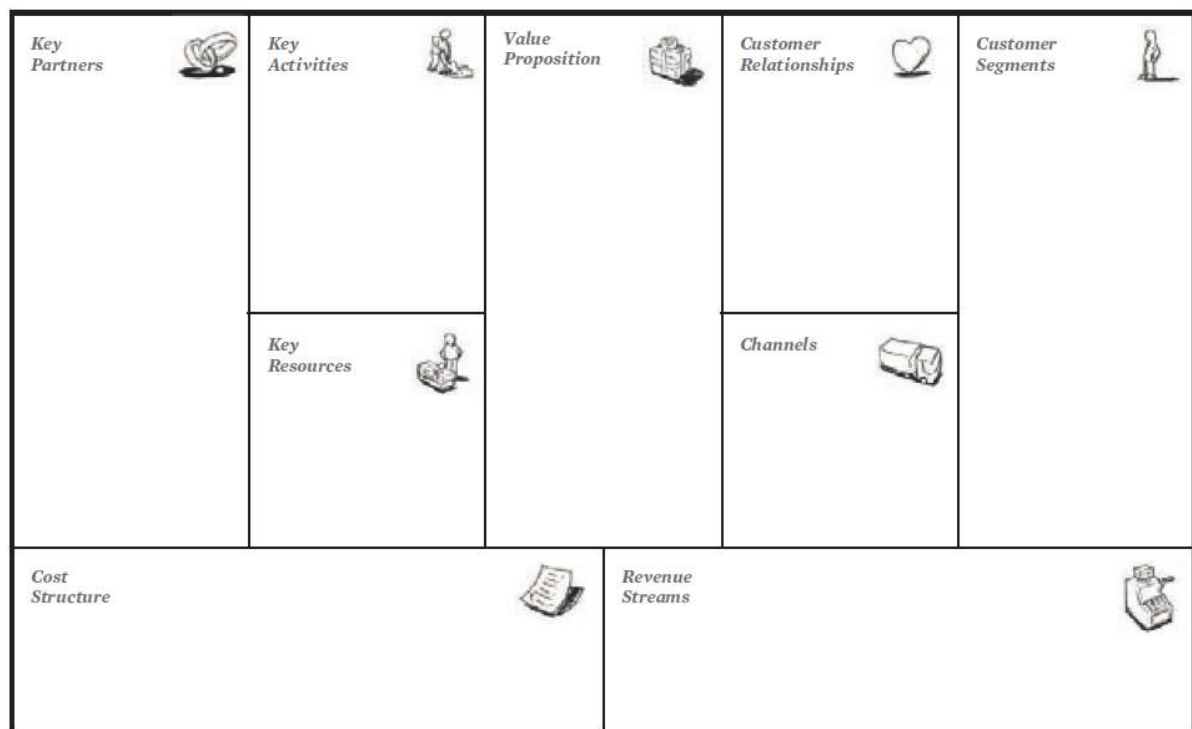 Key
Partners
Key
Activities
Value
Proposition
Customer
Relationships
Customer
Segments
Key
Resources
Channels
Cost
Structure
Revenue
Streams